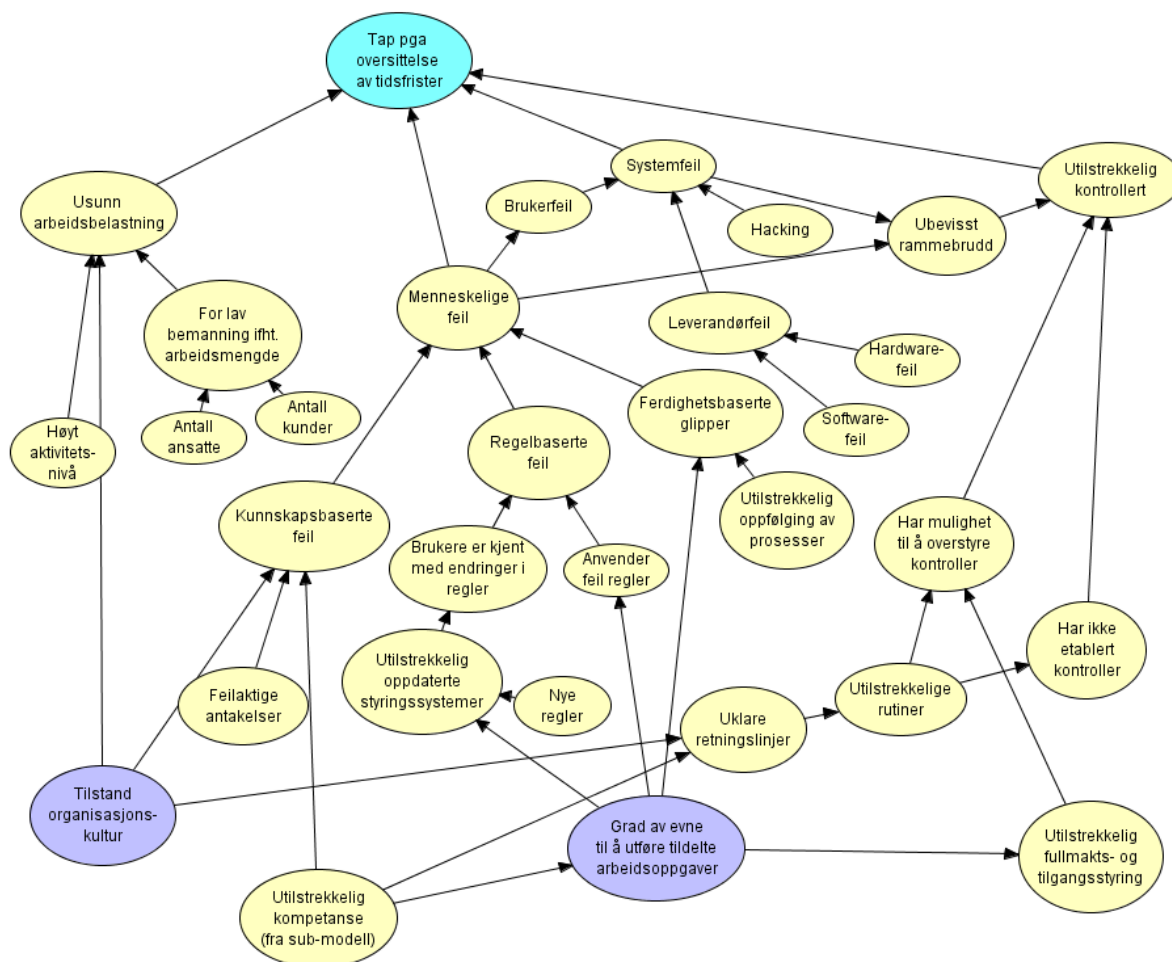 Tap pga
oversittelse
av tidsfrister
Systemfeil
Utilstrekkelig
kontrollert
Usunn
arbeidsbelastning
Brukerfeil
Hacking
Ubevisst
rammebrudd
Menneskelige
feil
For lav
bemanning ifht.
arbeidsmengde
Leverandørfeil
Hardware-
feil
Antall
kunder
Ferdighetsbaserte
glipper
Software-
feil
Høyt
aktivitets-
nivå
Antall
ansatte
Regelbaserte
feil
Kunnskapsbaserte
feil
Utilstrekkelig
oppfølging av
prosesser
Har mulighet
til å overstyre
kontroller
Brukere er kjent
med endringer i
regler
Anvender
feil regler
Har ikke
etablert
kontroller
Feilaktige
antakelser
Utilstrekkelig
oppdaterte
styringssystemer
Nye
regler
Uklare
retningslinjer
Utilstrekkelige
rutiner
Tilstand
organisasjons-
kultur
Grad av evne
til å utføre tildelte
arbeidsoppgaver
Utilstrekkelig
fullmakts- og
tilgangsstyring
Utilstrekkelig
kompetanse
(fra sub-modell)